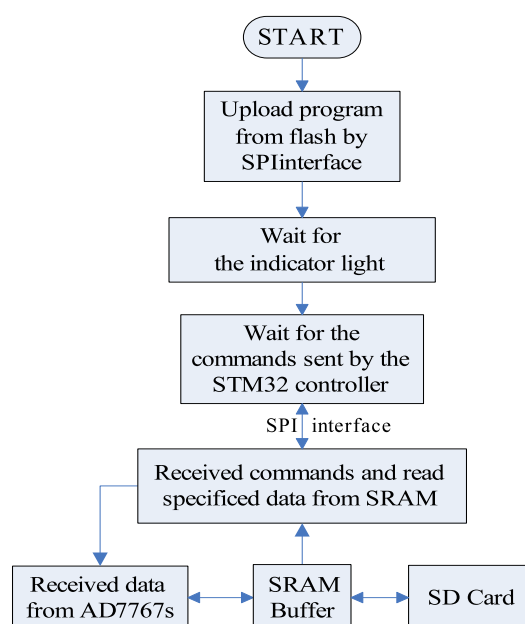 START
Upload program
from flash by
SPIinterface
Wait for
the indicator light
Wait for the
commands sent by the
STM32 controller
SPI interface
Received commands and read
specificed data from SRAM
Received data
from AD7767s
SRAM
Buffer
SD Card